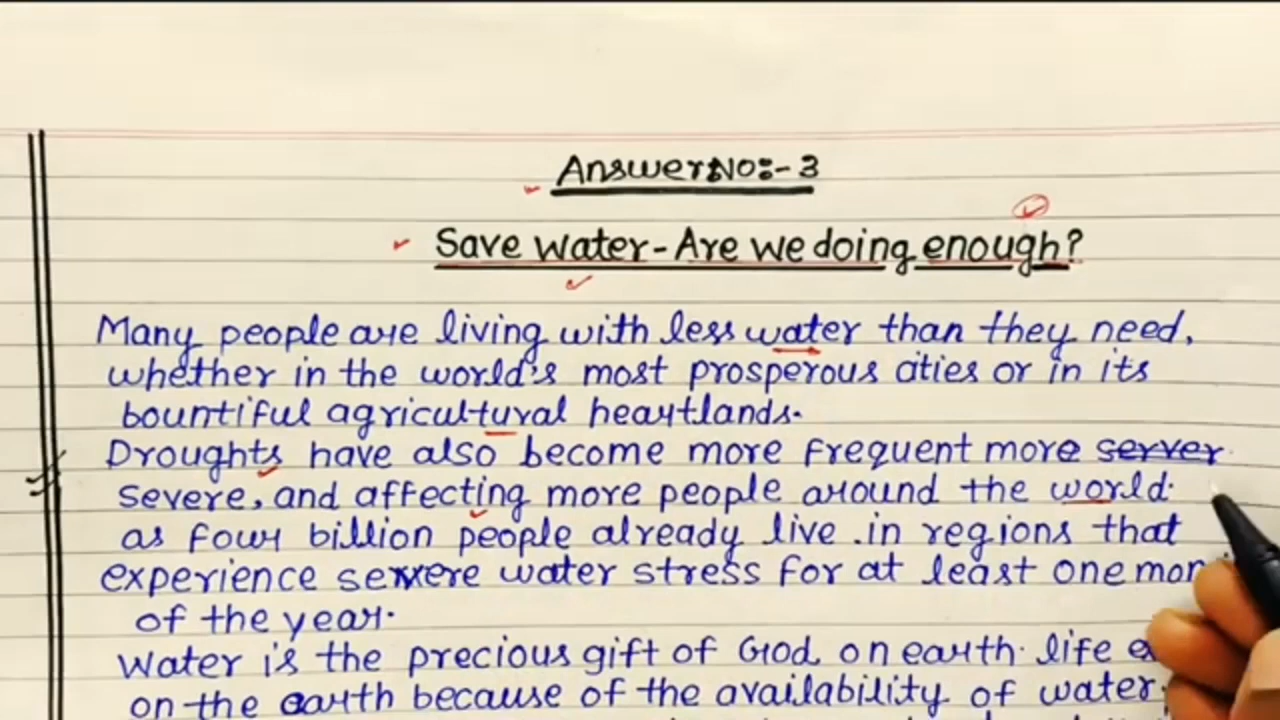 Answer No:- 3
Save water - Are we doing enough?
Many people are living with less water than they need,
whether in the world's most prosperous cities or in its
bountiful agricultural heartlands.
Droughts have also become more frequent more server
severe, and affecting more people around the world.
as four billion people already live in regions that
experience severe water stress for at least one mon
of the year.
Water is the precious gift of God on earth. life
on the earth because of the availability of water